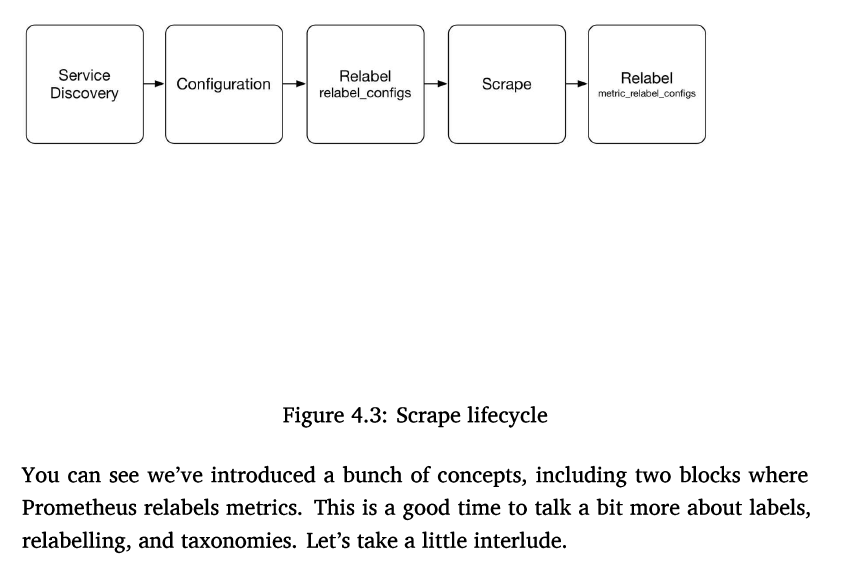 Service
Discovery
Configuration
Relabel
relabel_configs
Scrape
Relabel
metric_relabel_configs
Figure 4.3: Scrape lifecycle
You can see we’ve introduced a bunch of concepts, including two blocks where
Prometheus relabels metrics. This is a good time to talk a bit more about labels,
relabelling, and taxonomies. Let’s take a little interlude.